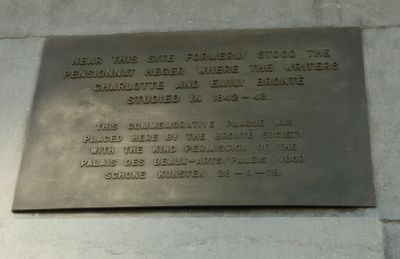 NEAR THIS SITE FORMERLY STOOD THE
PENSIONNAT HEGER WHERE THE WRITERS
CHARLOTTE AND EMILY BRONTË
STUDIED IN 1842-43.
THIS COMMEMORATIVE PLAQUE WAS
PLACED HERE BY THE BRONTË SOCIETY
WITH THE KIND PERMISSION OF THE
PALAIS DES BEAUX-ARTS/PALEIS VOOR
SCHONE KUNSTEN 28-9-79.